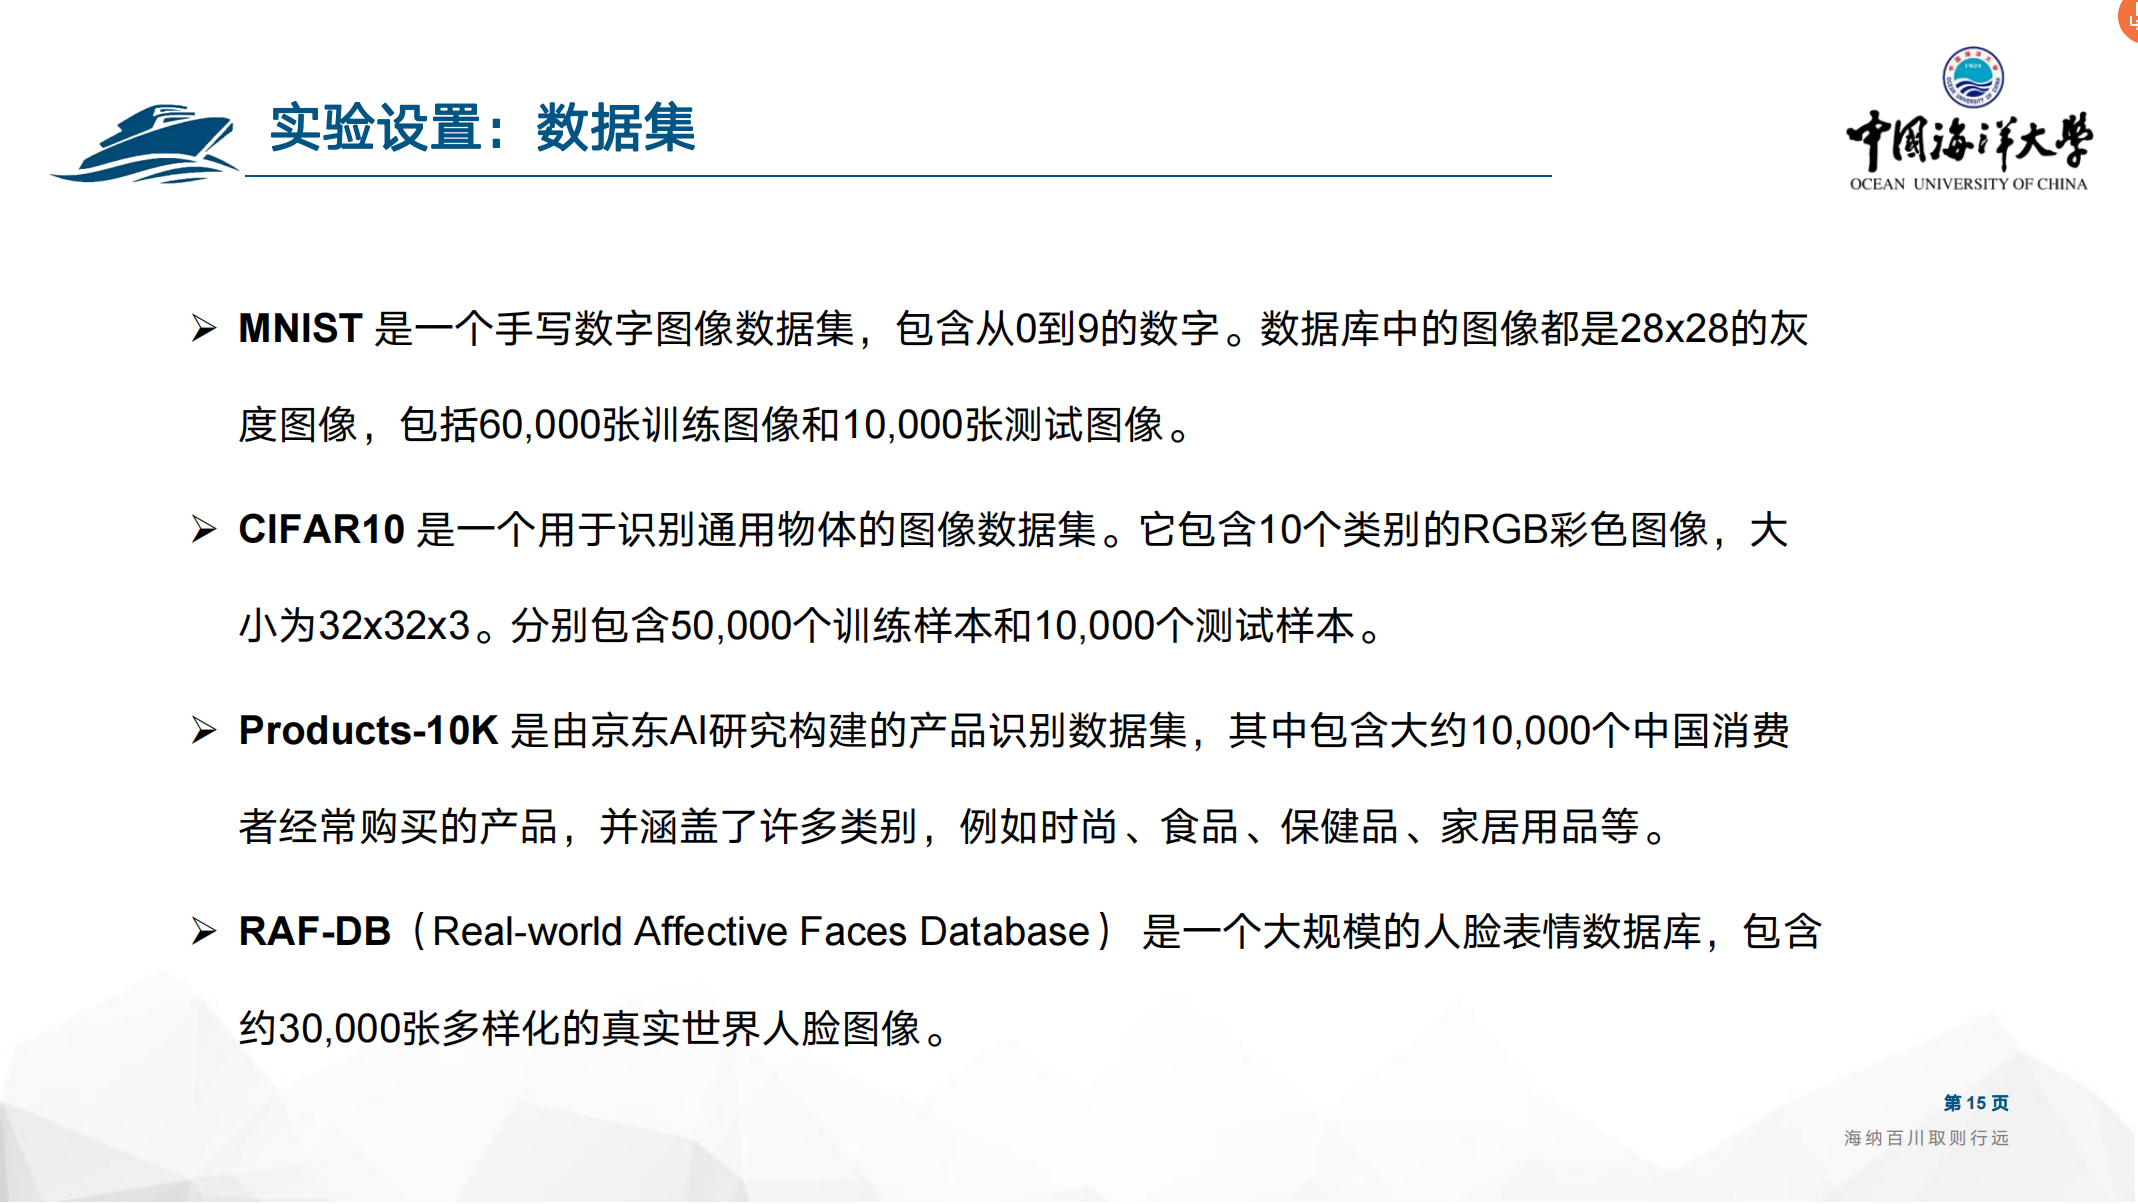 实验设置：数据集
中国海洋大学
OCEAN UNIVERSITY OF CHINA
➢ MNIST 是一个手写数字图像数据集，包含从0到9的数字。数据库中的图像都是28x28的灰
度图像，包括60,000张训练图像和10,000张测试图像。
➢ CIFAR10 是一个用于识别通用物体的图像数据集。它包含10个类别的RGB彩色图像，大
小为32x32x3。分别包含50,000个训练样本和10,000个测试样本。
➢ Products-10K 是由京东AI研究构建的产品识别数据集，其中包含大约10,000个中国消费
者经常购买的产品，并涵盖了许多类别，例如时尚、食品、保健品、家居用品等。
➢ RAF-DB（Real-world Affective Faces Database） 是一个大规模的人脸表情数据库，包含
约30,000张多样化的真实世界人脸图像。
第 15 页
海纳百川取则行远